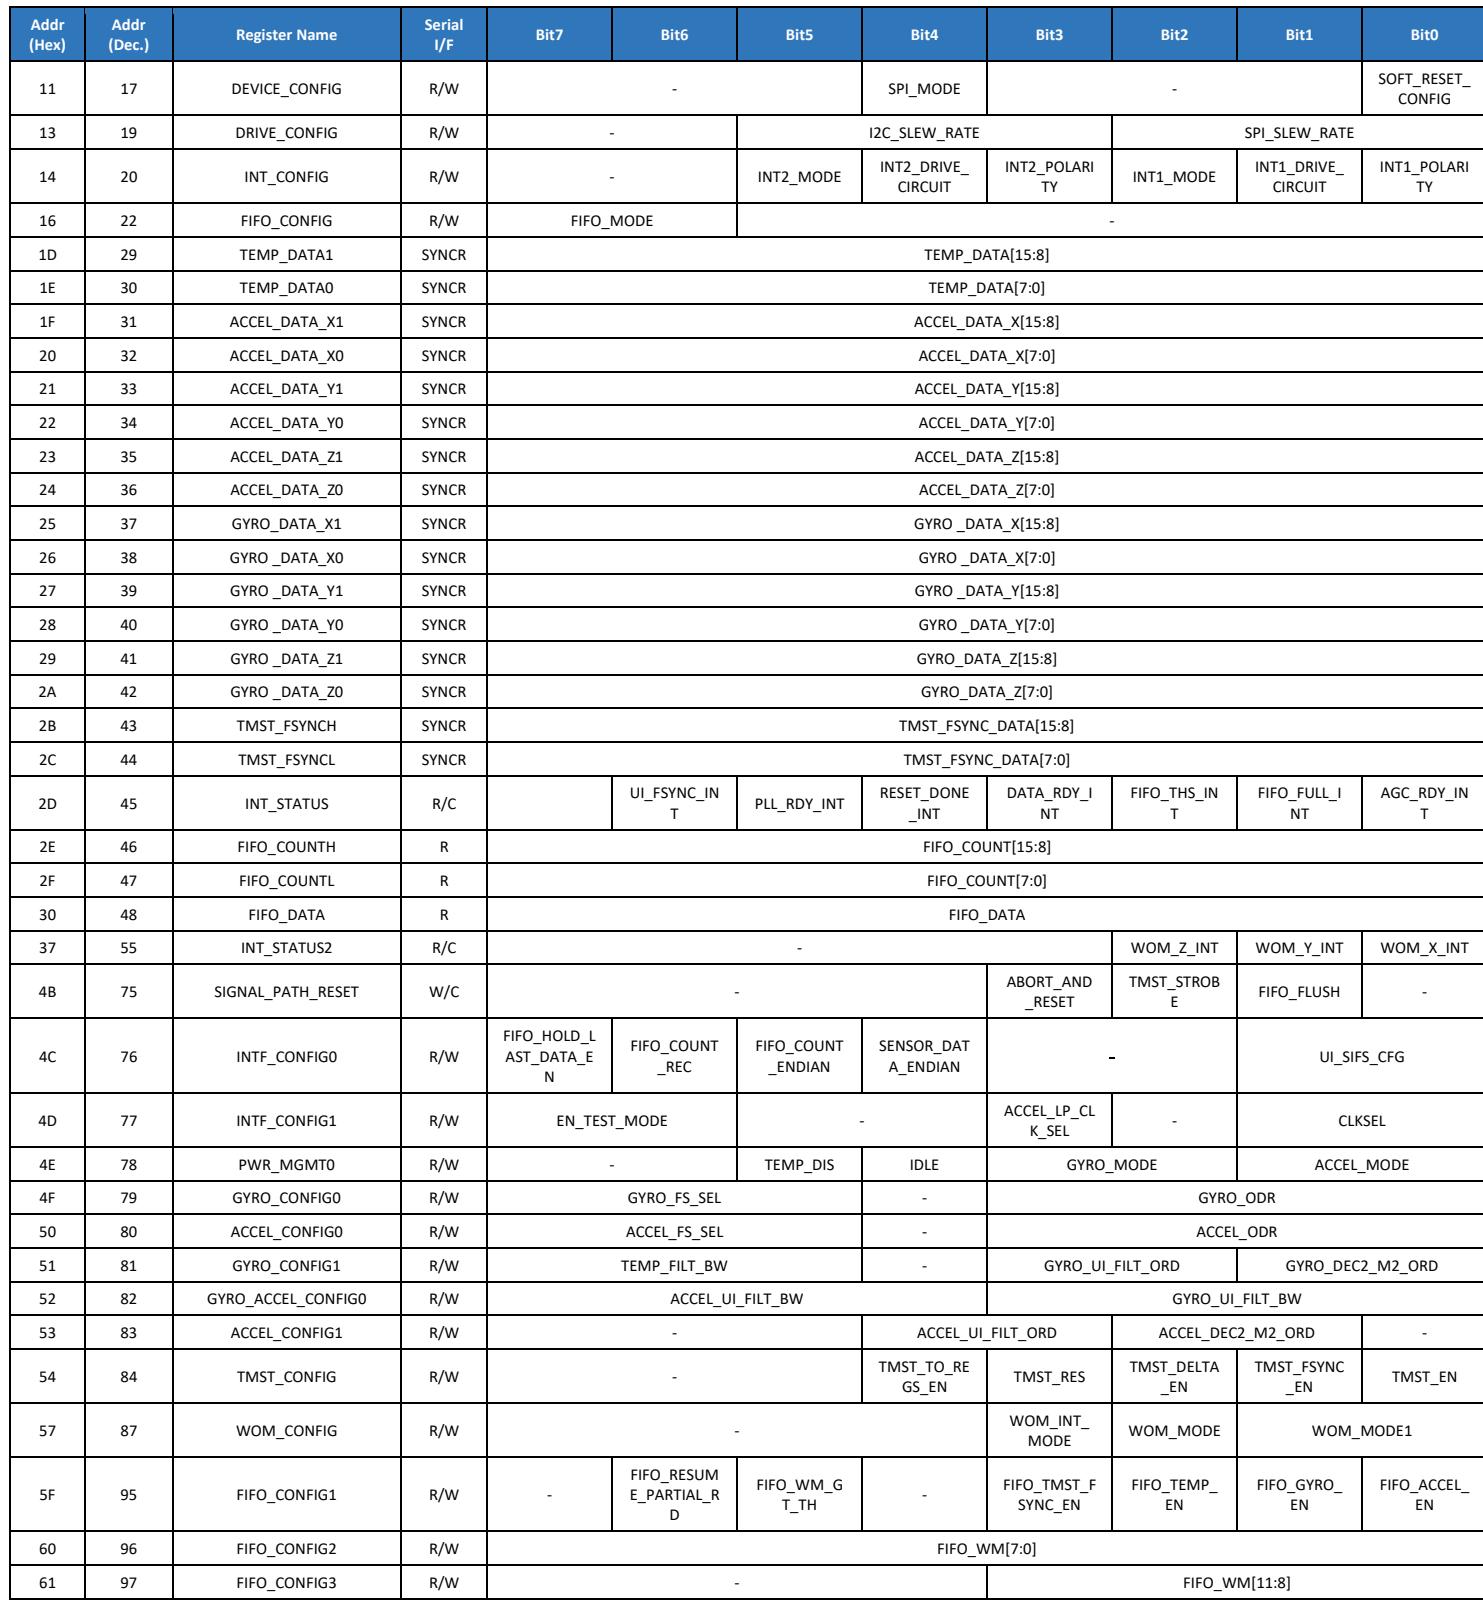 Addr (Hex) Addr (Dec.) Register Name Serial I/F Bit7 Bit6 Bit5 Bit4 Bit3 Bit2 Bit1 Bit0
11 17 DEVICE_CONFIG R/W - SPI_MODE - SOFT_RESET_CONFIG
13 19 DRIVE_CONFIG R/W - I2C_SLEW_RATE SPI_SLEW_RATE
14 20 INT_CONFIG R/W - INT2_MODE INT2_DRIVE_CIRCUIT INT2_POLARITY INT1_MODE INT1_DRIVE_CIRCUIT INT1_POLARITY
16 22 FIFO_CONFIG R/W FIFO_MODE -
1D 29 TEMP_DATA1 SYNCR TEMP_DATA[15:8]
1E 30 TEMP_DATA0 SYNCR TEMP_DATA[7:0]
1F 31 ACCEL_DATA_X1 SYNCR ACCEL_DATA_X[15:8]
20 32 ACCEL_DATA_X0 SYNCR ACCEL_DATA_X[7:0]
21 33 ACCEL_DATA_Y1 SYNCR ACCEL_DATA_Y[15:8]
22 34 ACCEL_DATA_Y0 SYNCR ACCEL_DATA_Y[7:0]
23 35 ACCEL_DATA_Z1 SYNCR ACCEL_DATA_Z[15:8]
24 36 ACCEL_DATA_Z0 SYNCR ACCEL_DATA_Z[7:0]
25 37 GYRO_DATA_X1 SYNCR GYRO _DATA_X[15:8]
26 38 GYRO _DATA_X0 SYNCR GYRO _DATA_X[7:0]
27 39 GYRO _DATA_Y1 SYNCR GYRO _DATA_Y[15:8]
28 40 GYRO _DATA_Y0 SYNCR GYRO _DATA_Y[7:0]
29 41 GYRO _DATA_Z1 SYNCR GYRO_DATA_Z[15:8]
2A 42 GYRO _DATA_Z0 SYNCR GYRO_DATA_Z[7:0]
2B 43 TMST_FSYNCH SYNCR TMST_FSYNC_DATA[15:8]
2C 44 TMST_FSYNCL SYNCR TMST_FSYNC_DATA[7:0]
2D 45 INT_STATUS R/C UI_FSYNC_INT PLL_RDY_INT RESET_DONE_INT DATA_RDY_INT FIFO_THS_INT FIFO_FULL_INT AGC_RDY_INT
2E 46 FIFO_COUNTH R FIFO_COUNT[15:8]
2F 47 FIFO_COUNTL R FIFO_COUNT[7:0]
30 48 FIFO_DATA R FIFO_DATA
37 55 INT_STATUS2 R/C - WOM_Z_INT WOM_Y_INT WOM_X_INT
4B 75 SIGNAL_PATH_RESET W/C - ABORT_AND_RESET TMST_STROBE FIFO_FLUSH -
4C 76 INTF_CONFIG0 R/W FIFO_HOLD_LAST_DATA_EN FIFO_COUNT_REC FIFO_COUNT_ENDIAN SENSOR_DATA_ENDIAN - UI_SIFS_CFG
4D 77 INTF_CONFIG1 R/W EN_TEST_MODE - ACCEL_LP_CLK_SEL - CLKSEL
4E 78 PWR_MGMT0 R/W - TEMP_DIS IDLE GYRO_MODE ACCEL_MODE
4F 79 GYRO_CONFIG0 R/W GYRO_FS_SEL - GYRO_ODR
50 80 ACCEL_CONFIG0 R/W ACCEL_FS_SEL - ACCEL_ODR
51 81 GYRO_CONFIG1 R/W TEMP_FILT_BW - GYRO_UI_FILT_ORD GYRO_DEC2_M2_ORD
52 82 GYRO_ACCEL_CONFIG0 R/W ACCEL_UI_FILT_BW GYRO_UI_FILT_BW
53 83 ACCEL_CONFIG1 R/W - ACCEL_UI_FILT_ORD ACCEL_DEC2_M2_ORD -
54 84 TMST_CONFIG R/W - TMST_TO_REGS_EN TMST_RES TMST_DELTA_EN TMST_FSYNC_EN TMST_EN
57 87 WOM_CONFIG R/W - WOM_INT_MODE WOM_MODE WOM_MODE1
5F 95 FIFO_CONFIG1 R/W - FIFO_RESUME_PARTIAL_RD FIFO_WM_GT_TH - FIFO_TMST_FSYNC_EN FIFO_TEMP_EN FIFO_GYRO_EN FIFO_ACCEL_EN
60 96 FIFO_CONFIG2 R/W FIFO_WM[7:0]
61 97 FIFO_CONFIG3 R/W - FIFO_WM[11:8]